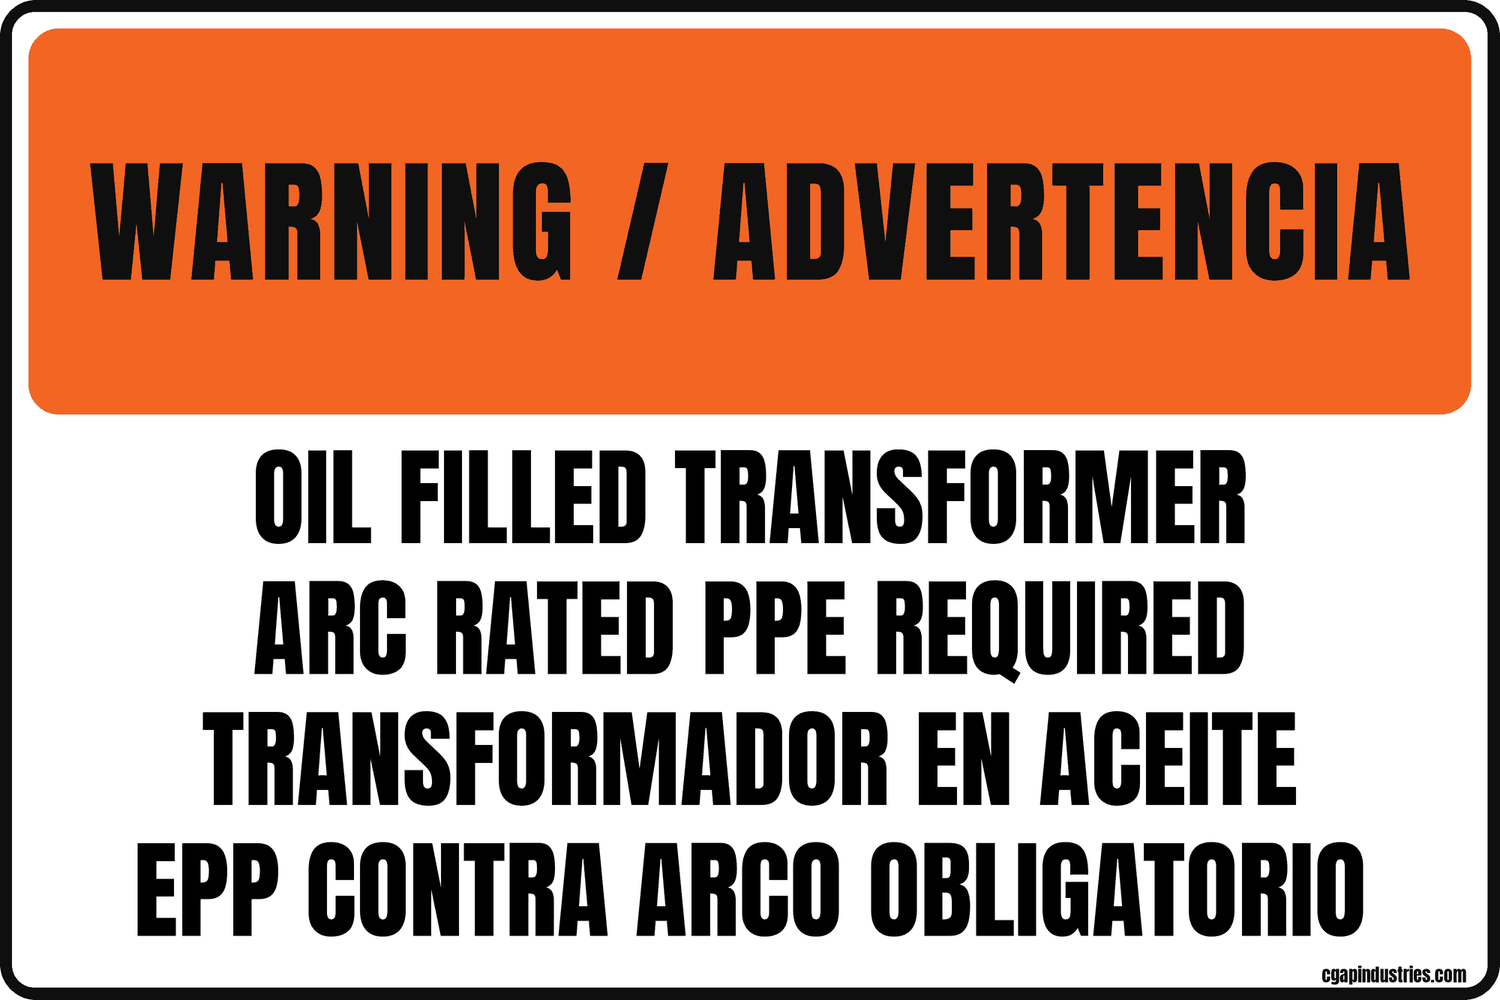 WARNING / ADVERTENCIA
OIL FILLED TRANSFORMER
ARC RATED PPE REQUIRED
TRANSFORMADOR EN ACEITE
EPP CONTRA ARCO OBLIGATORIO
cgapindustries.com